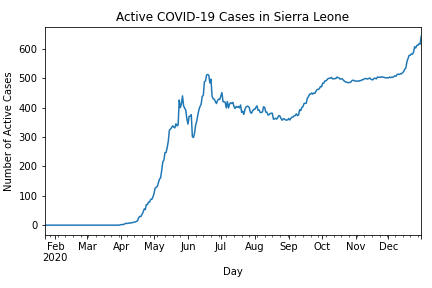 Active COVID-19 Cases in Sierra Leone
Number of Active Cases
600
500
400
300
200
100
0
Feb Mar Apr May Jun Jul Aug Sep Oct Nov Dec
2020
Day